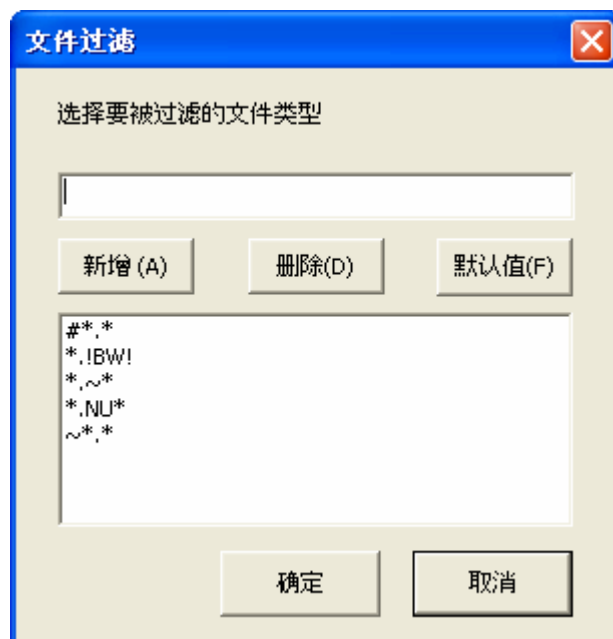 文件过滤
选择要被过滤的文件类型
新增(A) 删除(D) 默认值(F)
#*.*
*.!BW!
*.~*
*.NU*
~*.*
确定 取消